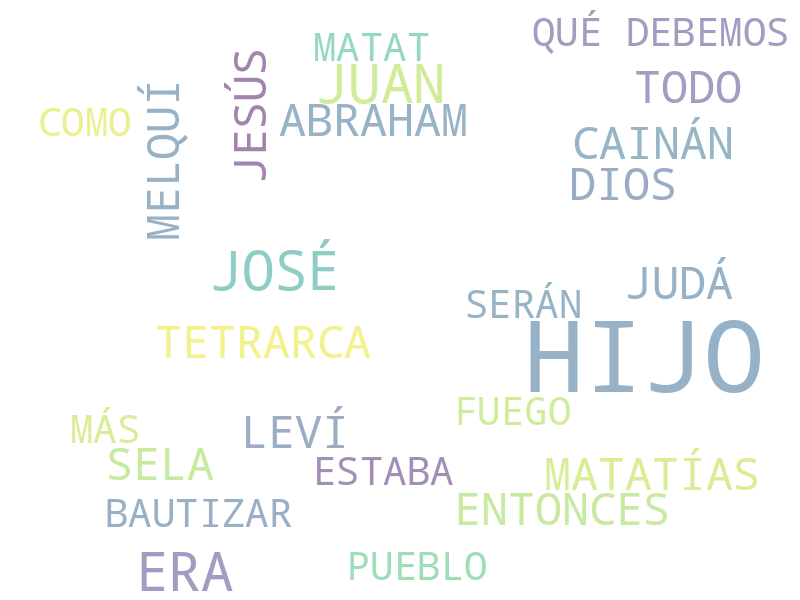 QUÉ DEBEMOS
MATAT
JUAN
TODO
COMO
MELQUÍ
JESÚS
ABRAHAM
CAINÁN
DIOS
JOSÉ
JUDÁ
SERÁN
TETRARCA
HIJO
MÁS
LEVÍ
FUEGO
SELA
ESTABA
MATATÍAS
BAUTIZAR
ENTONCES
ERA
PUEBLO